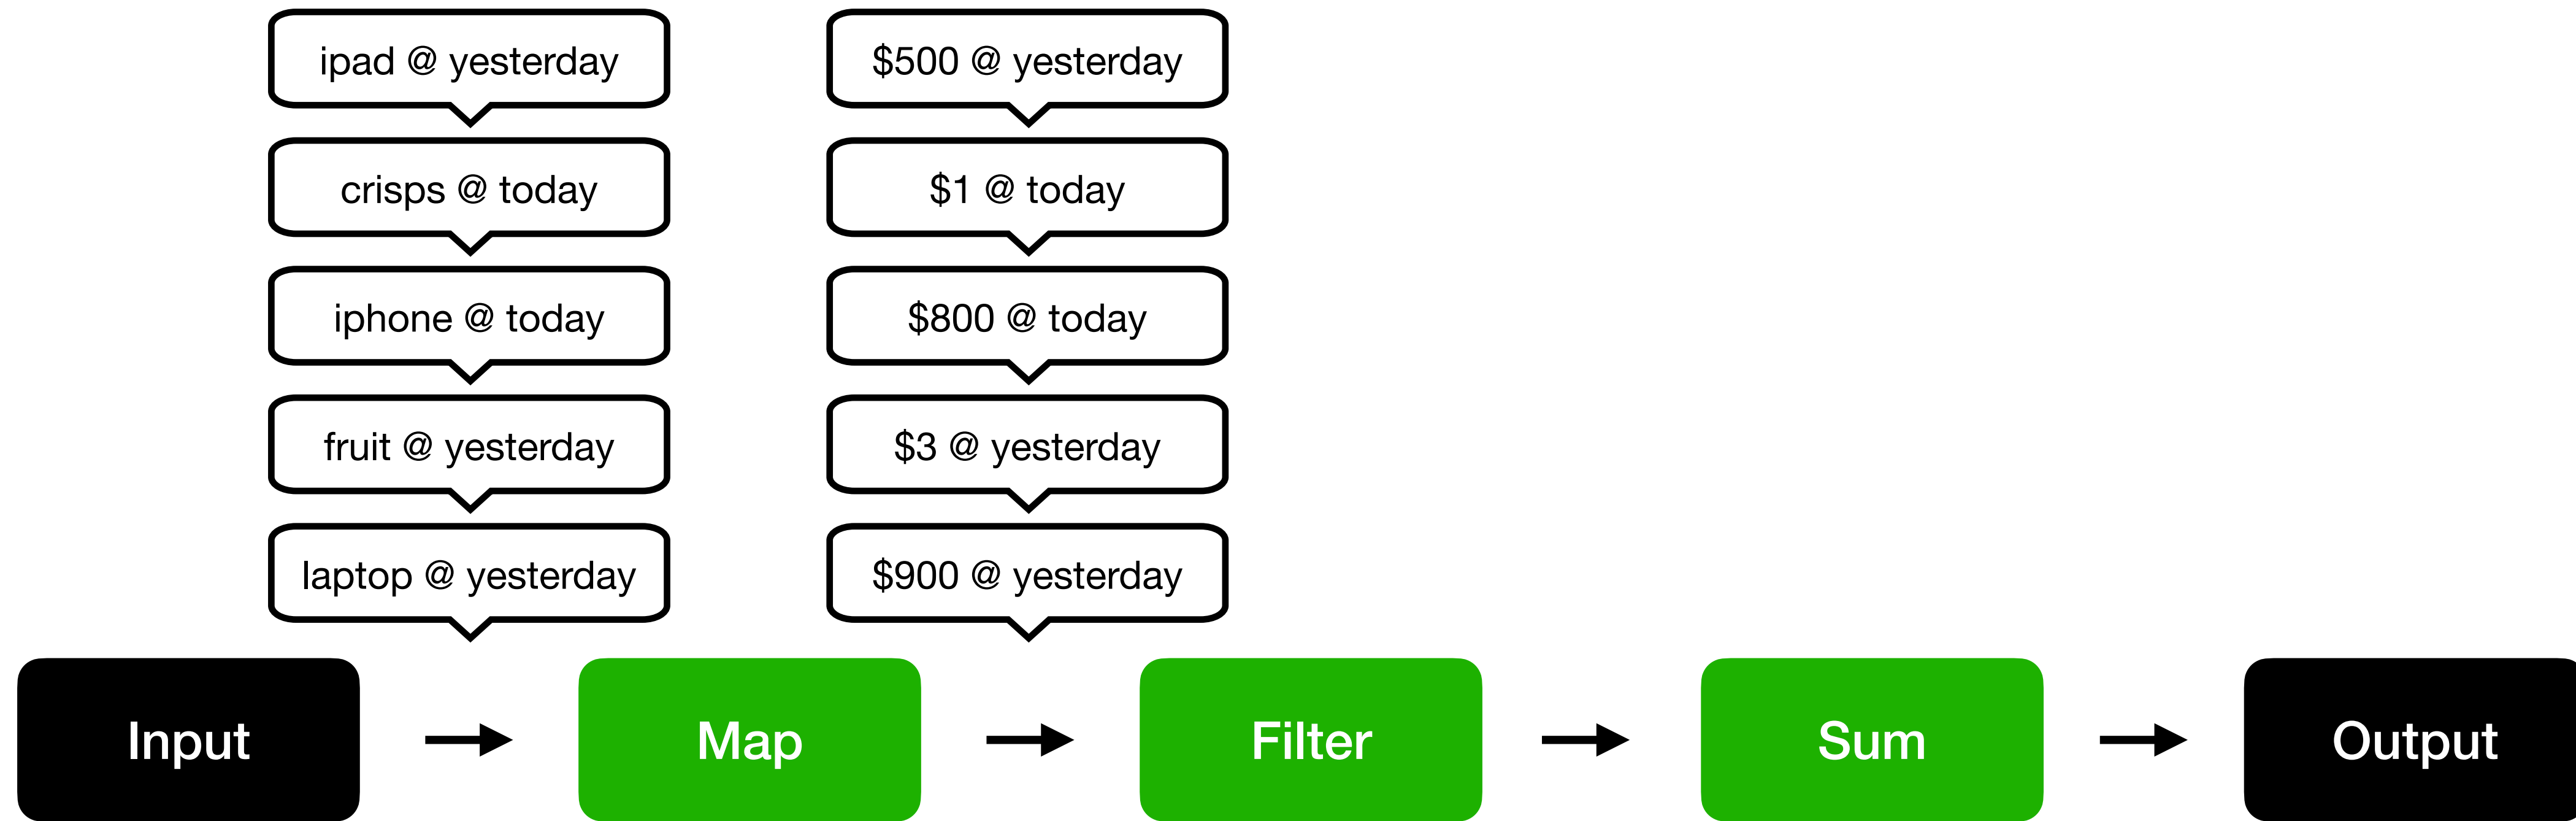 ipad @ yesterday
crisps @ today
iphone @ today
fruit @ yesterday
laptop @ yesterday
$500 @ yesterday
$1 @ today
$800 @ today
$3 @ yesterday
$900 @ yesterday
Input
Map
Filter
Sum
Output